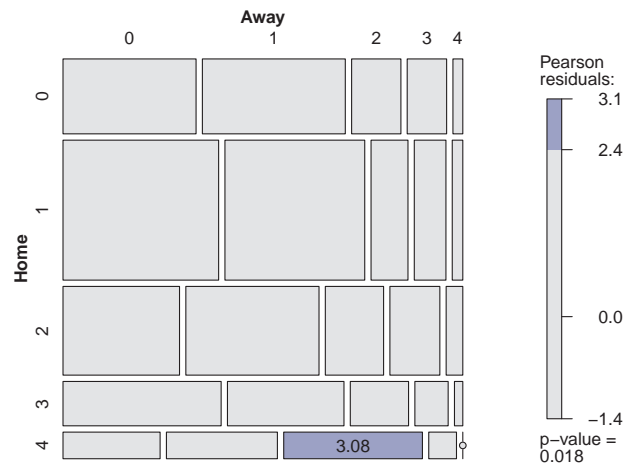 Away
0 1 2 3 4
Home
0
1
2
3
4
3.08
Pearson
residuals:
3.1
2.4
0.0
−1.4
p−value =
0.018